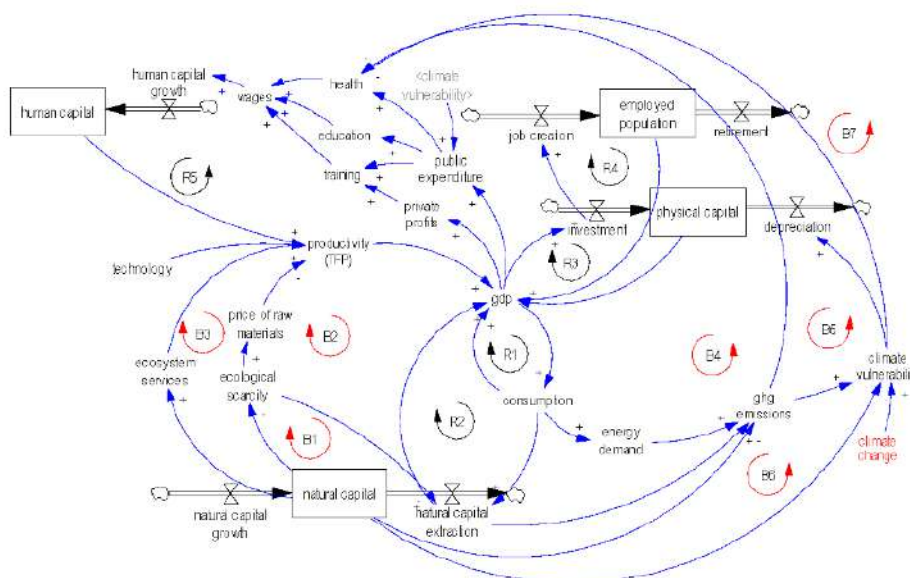 human capital
growth
human capital
wages
health
<climate
vulnerability>
education
training
public
expenditure
private
profits
job creation
employed
population
retirement
B7
R4
R5
investment
physical capital
depreciation
R3
productivity
(TFP)
technology
gdp
price of raw
materials
B3
B2
ecosystem
services
ecological
scarcity
R1
B4
B5
climate
R2
consumption
ghg
emissions
energy
demand
climate
change
B1
B6
natural capital
natural capital
growth
natural capital
extraction